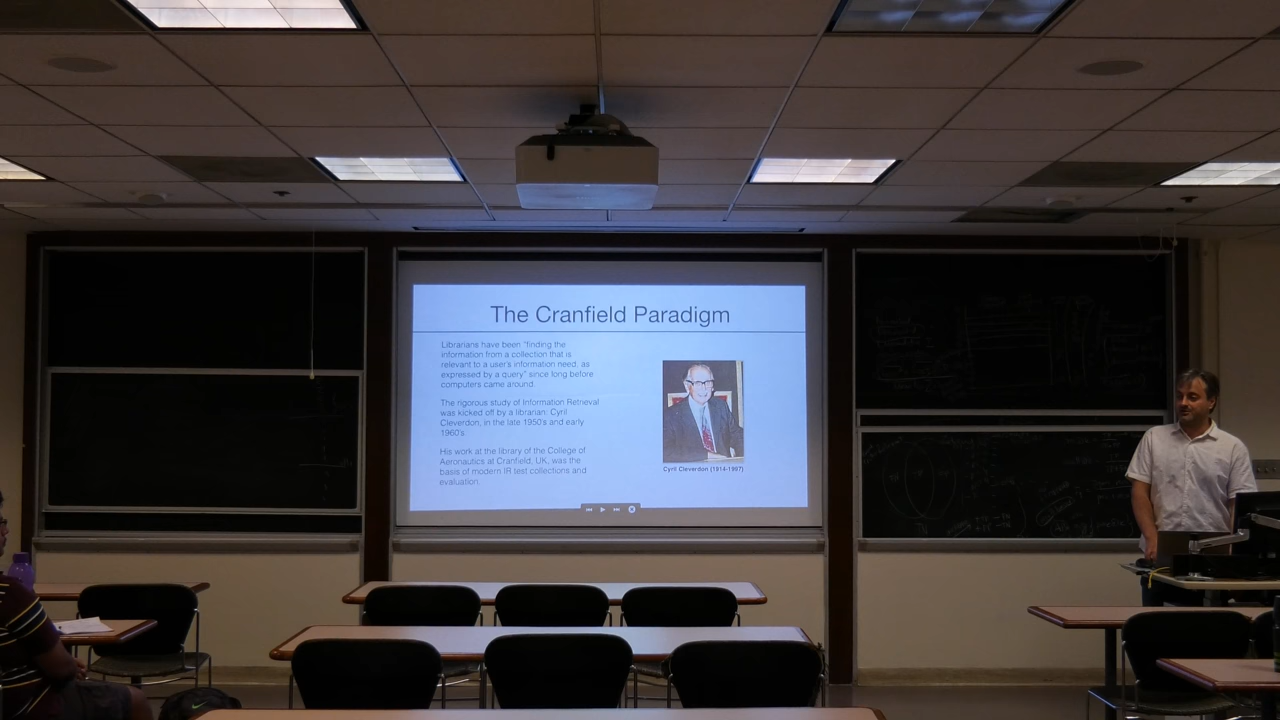 The Cranfield Paradigm
Librarians have been "finding the
information from a collection that is
relevant to a user's information need, as
expressed by a query" since long before
computers came around.
The rigorous study of Information Retrieval
was kicked off by a librarian: Cyril
Cleverdon, in the late 1950's and early
1960's.
His work at the library of the College of
Aeronautics at Cranfield, UK, was the
basis of modern IR test collections and
evaluation.
Cyril Cleverdon (1914-1997)